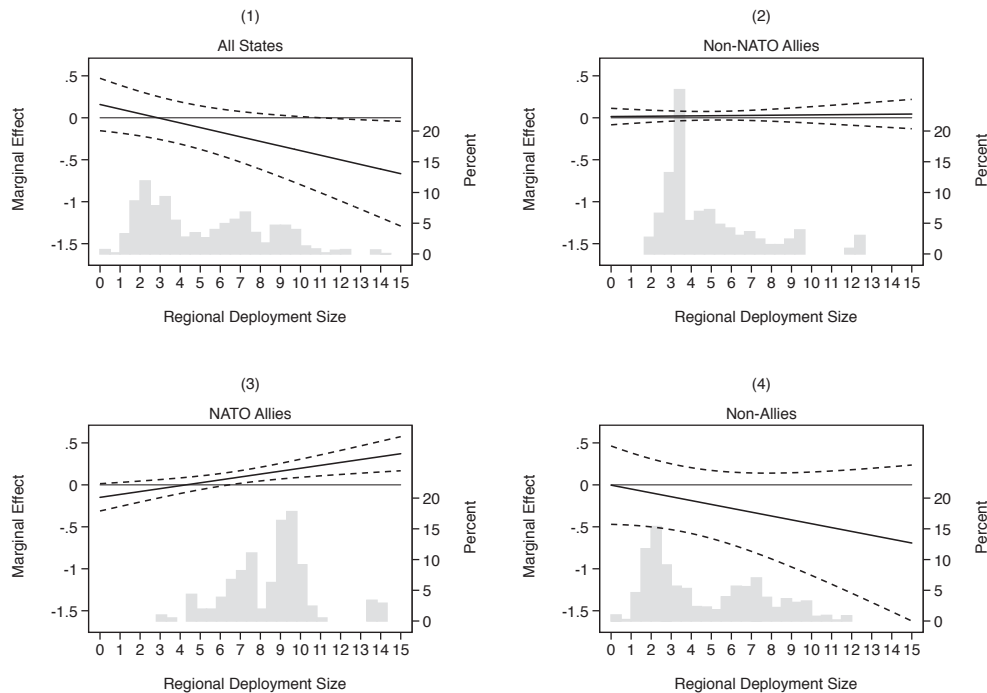 (1)
All States
.5
0
-.5
-1
-1.5
Marginal Effect
20
15
10
5
0
Percent
0 1 2 3 4 5 6 7 8 9 10 11 12 13 14 15
Regional Deployment Size
(2)
Non-NATO Allies
.5
0
-.5
-1
-1.5
Marginal Effect
20
15
10
5
0
Percent
0 1 2 3 4 5 6 7 8 9 10 11 12 13 14 15
Regional Deployment Size
(3)
NATO Allies
.5
0
-.5
-1
-1.5
Marginal Effect
20
15
10
5
0
Percent
0 1 2 3 4 5 6 7 8 9 10 11 12 13 14 15
Regional Deployment Size
(4)
Non-Allies
.5
0
-.5
-1
-1.5
Marginal Effect
20
15
10
5
0
Percent
0 1 2 3 4 5 6 7 8 9 10 11 12 13 14 15
Regional Deployment Size